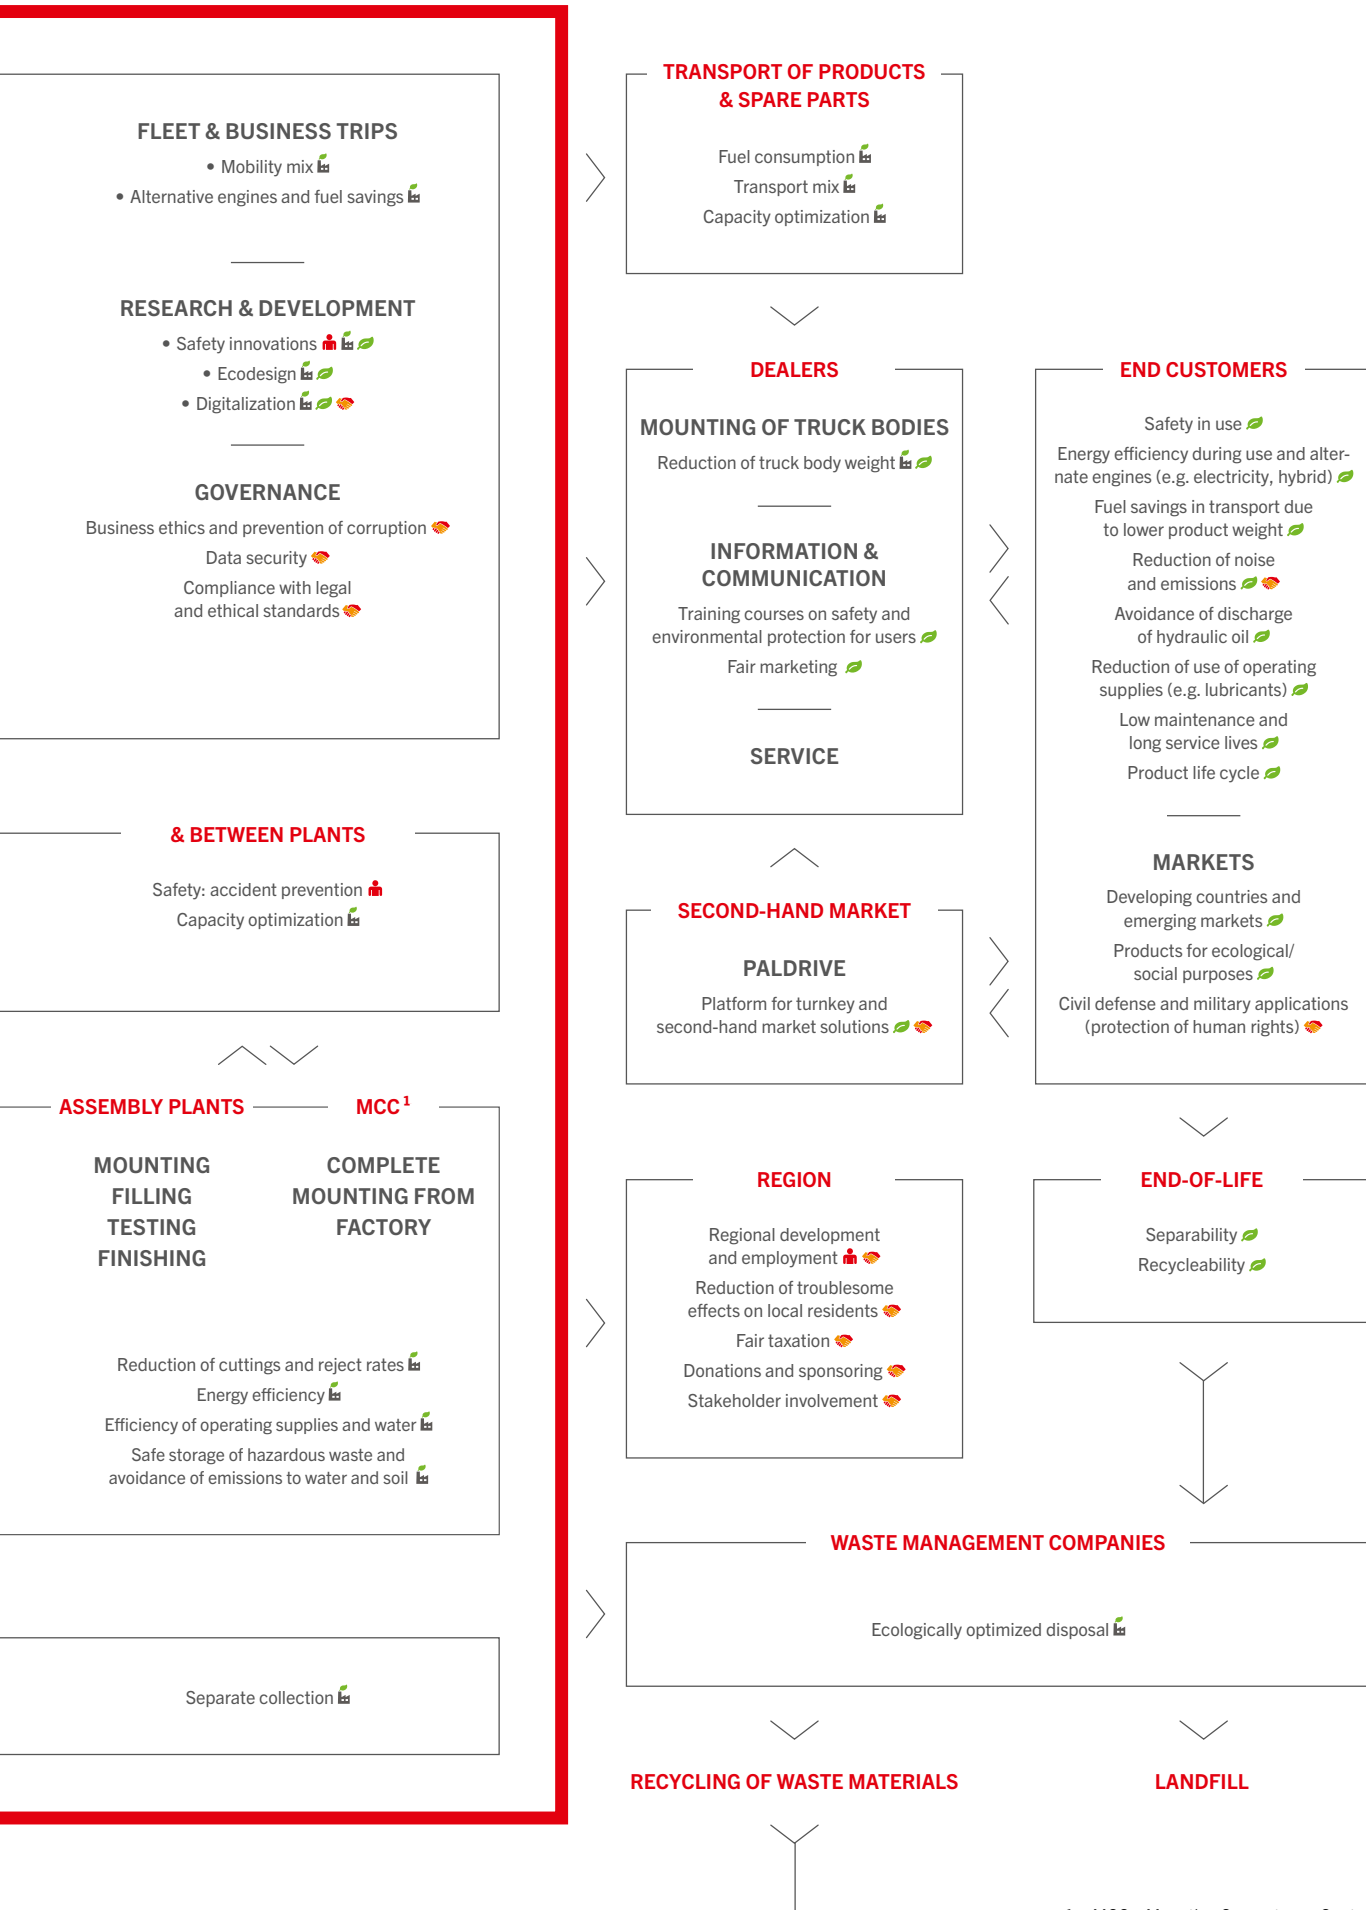 FLEET & BUSINESS TRIPS
• Mobility mix
• Alternative engines and fuel savings
RESEARCH & DEVELOPMENT
• Safety innovations
• Ecodesign
• Digitalization
GOVERNANCE
Business ethics and prevention of corruption
Data security
Compliance with legal
and ethical standards
& BETWEEN PLANTS
Safety: accident prevention
Capacity optimization
ASSEMBLY PLANTS
MOUNTING
FILLING
TESTING
FINISHING
MCC 1
COMPLETE
MOUNTING FROM
FACTORY
Reduction of cuttings and reject rates
Energy efficiency
Efficiency of operating supplies and water
Safe storage of hazardous waste and
avoidance of emissions to water and soil
Separate collection
TRANSPORT OF PRODUCTS
& SPARE PARTS
Fuel consumption
Transport mix
Capacity optimization
DEALERS
MOUNTING OF TRUCK BODIES
Reduction of truck body weight
INFORMATION &
COMMUNICATION
Training courses on safety and
environmental protection for users
Fair marketing
SERVICE
SECOND-HAND MARKET
PALDRIVE
Platform for turnkey and
second-hand market solutions
REGION
Regional development
and employment
Reduction of troublesome
effects on local residents
Fair taxation
Donations and sponsoring
Stakeholder involvement
END CUSTOMERS
Safety in use
Energy efficiency during use and alter-
nate engines (e.g. electricity, hybrid)
Fuel savings in transport due
to lower product weight
Reduction of noise
and emissions
Avoidance of discharge
of hydraulic oil
Reduction of use of operating
supplies (e.g. lubricants)
Low maintenance and
long service lives
Product life cycle
MARKETS
Developing countries and
emerging markets
Products for ecological/
social purposes
Civil defense and military applications
(protection of human rights)
END-OF-LIFE
Separability
Recycleability
WASTE MANAGEMENT COMPANIES
Ecologically optimized disposal
RECYCLING OF WASTE MATERIALS
LANDFILL